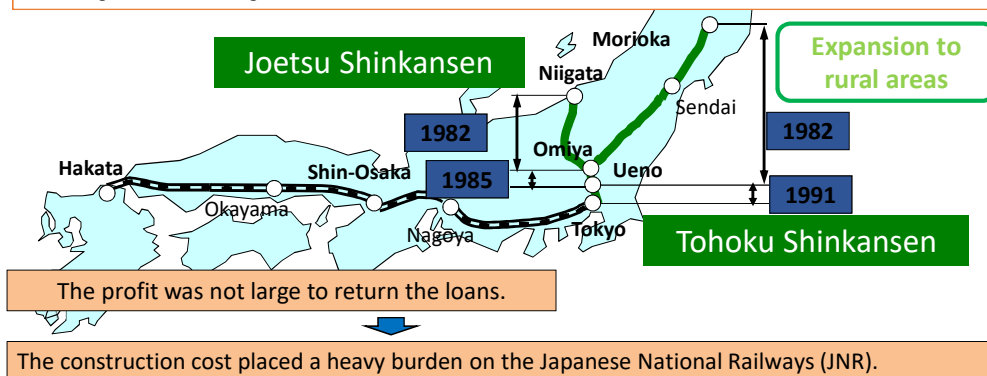 Morioka
Joetsu Shinkansen
Expansion to
rural areas
Niigata
Sendai
1982
1982
Omiya
Hakata
Shin-Osaka
1985
Ueno
1991
Okayama
Nagoya
Tokyo
Tohoku Shinkansen
The profit was not large to return the loans.
The construction cost placed a heavy burden on the Japanese National Railways (JNR).